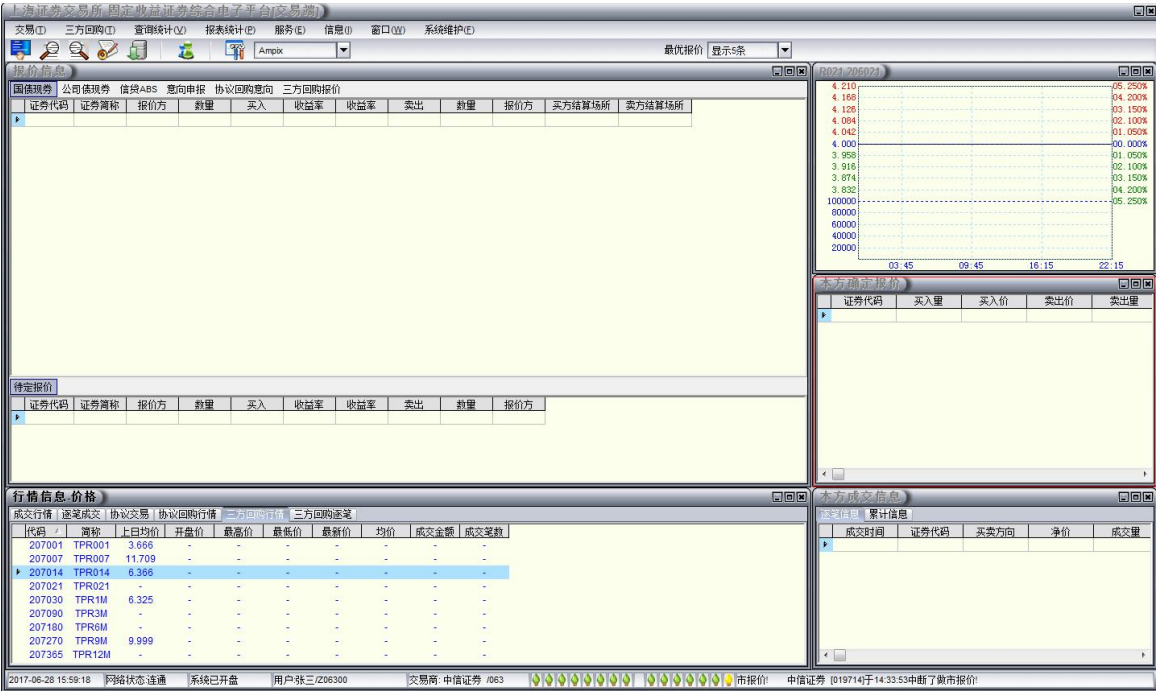 上海证券交易所 固定收益证券综合电子平台[交易端]
交易(T) 三方回购(T) 查询统计(V) 报表统计(P) 服务(E) 信息(I) 窗口(W) 系统维护(F)
Ampix 最优报价 显示5条
报价信息
国债现券 公司债现券 信贷ABS 意向申报 协议回购意向 三方回购报价
证券代码 证券简称 报价方 数量 买入 收益率 收益率 卖出 数量 报价方 买方结算场所 卖方结算场所
待定报价
证券代码 证券简称 报价方 数量 买入 收益率 收益率 卖出 数量 报价方
R021,206021
4.210 05.250%
4.168 04.200%
4.126 03.150%
4.084 02.100%
4.042 01.050%
4.000 00.000%
3.958 01.050%
3.916 02.100%
3.874 03.150%
3.832 04.200%
100000 05.250%
80000
60000
40000
20000
03:45 09:45 16:15 22:15
本方确定报价
证券代码 买入量 买入价 卖出价 卖出量
行情信息-价格
成交行情 逐笔成交 协议交易 协议回购行情 三方回购行情 三方回购逐笔
代码 简称 上日均价 开盘价 最高价 最低价 最新价 均价 成交金额 成交笔数
207001 TPR001 3.666 - - - - - - -
207007 TPR007 11.709 - - - - - - -
207014 TPR014 6.366 - - - - - - -
207021 TPR021 - - - - - - - -
207030 TPR1M 6.325 - - - - - - -
207090 TPR3M - - - - - - - -
207180 TPR6M - - - - - - - -
207270 TPR9M 9.999 - - - - - - -
207365 TPR12M - - - - - - - -
本方成交信息
逐笔信息 累计信息
成交时间 证券代码 买卖方向 净价 成交量
2017-06-28 15:59:18 网络状态:连通 系统已开盘 用户:张三/Z06300 交易商: 中信证券 /063 市报价! 中信证券 [019714]于14:33:53中断了做市报价!